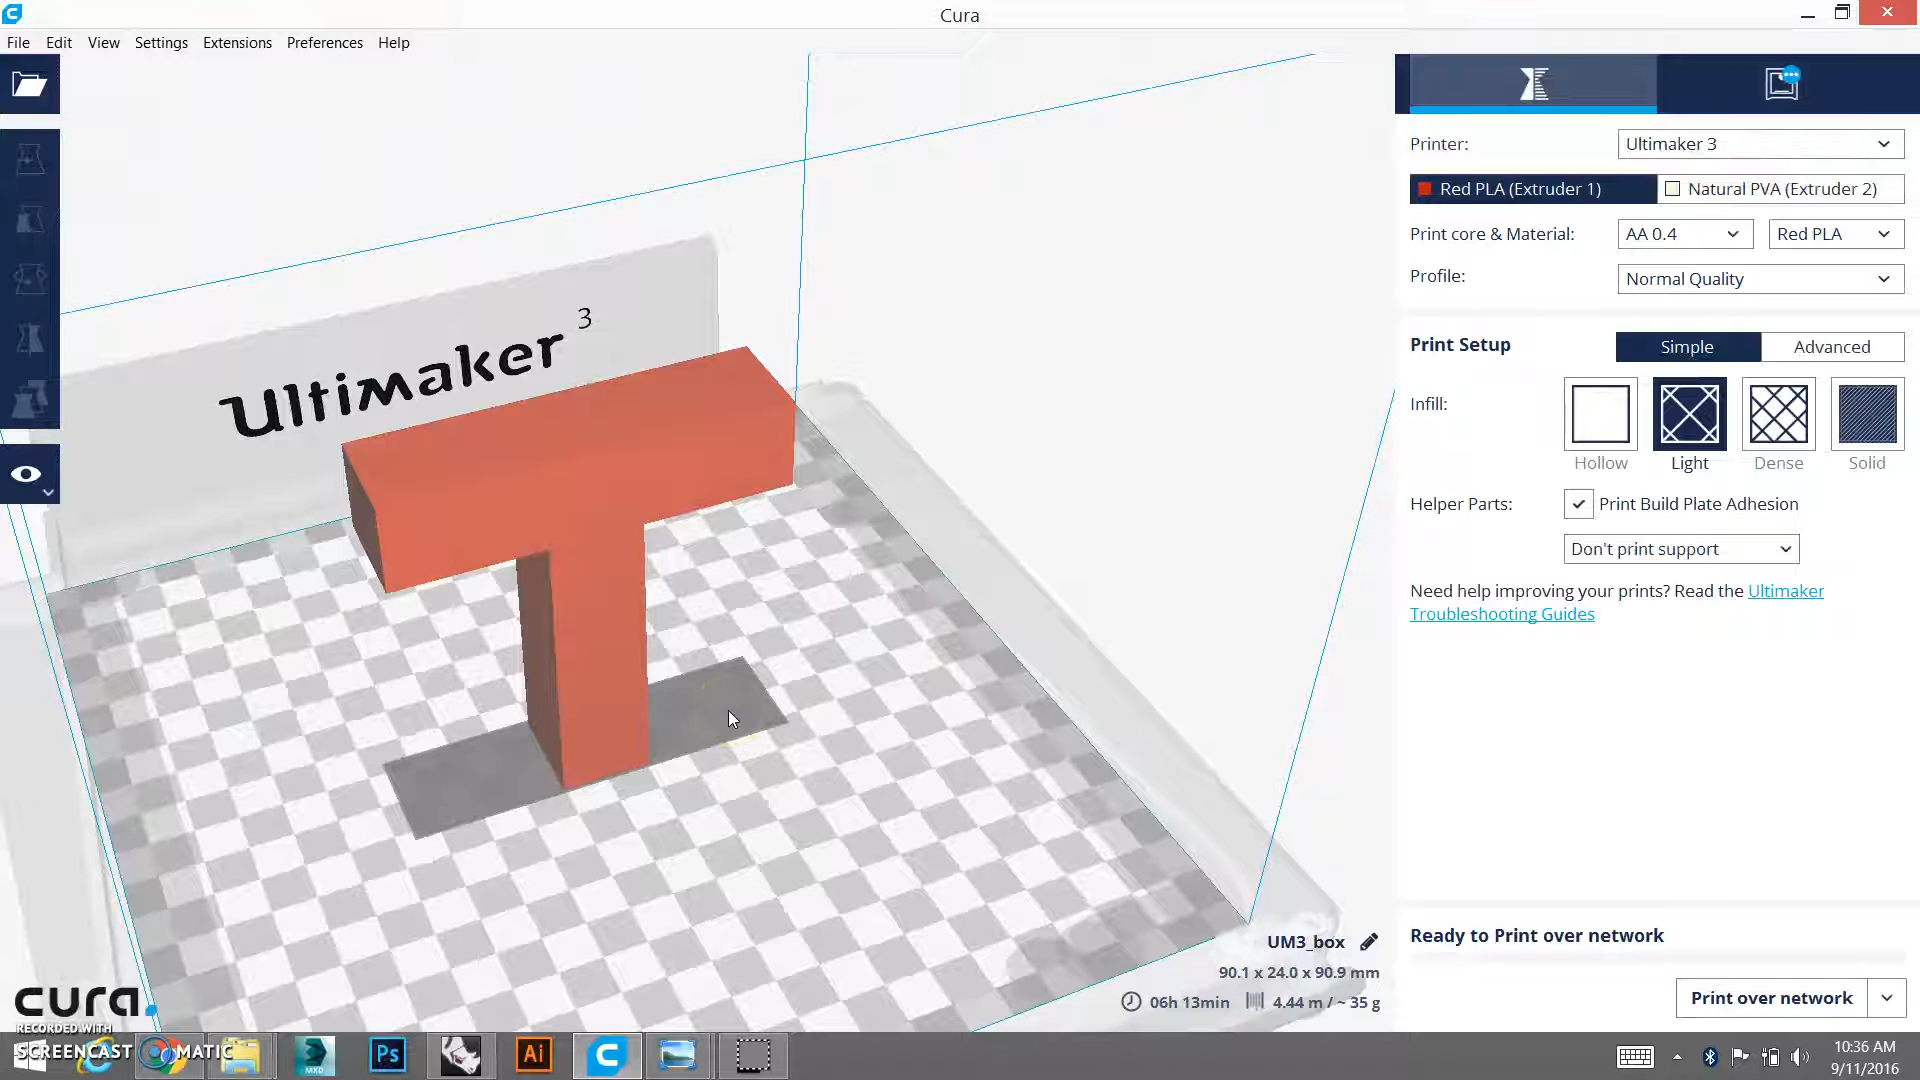 Cura
File Edit View Settings Extensions Preferences Help
Printer: Ultimaker 3
Red PLA (Extruder 1) Natural PVA (Extruder 2)
Print core & Material: AA 0.4 Red PLA
Profile: Normal Quality
Ultimaker 3
Print Setup Simple Advanced
Infill:
Hollow Light Dense Solid
Helper Parts: Print Build Plate Adhesion
Don't print support
Need help improving your prints? Read the Ultimaker
Troubleshooting Guides
UM3_box
90.1 x 24.0 x 90.9 mm
06h 13min 4.44 m / ~ 35 g
Ready to Print over network
Print over network
cura.
RECORDED WITH
SCREENCAST MATIC
MXD
Ps
Ai
10:36 AM
9/11/2016